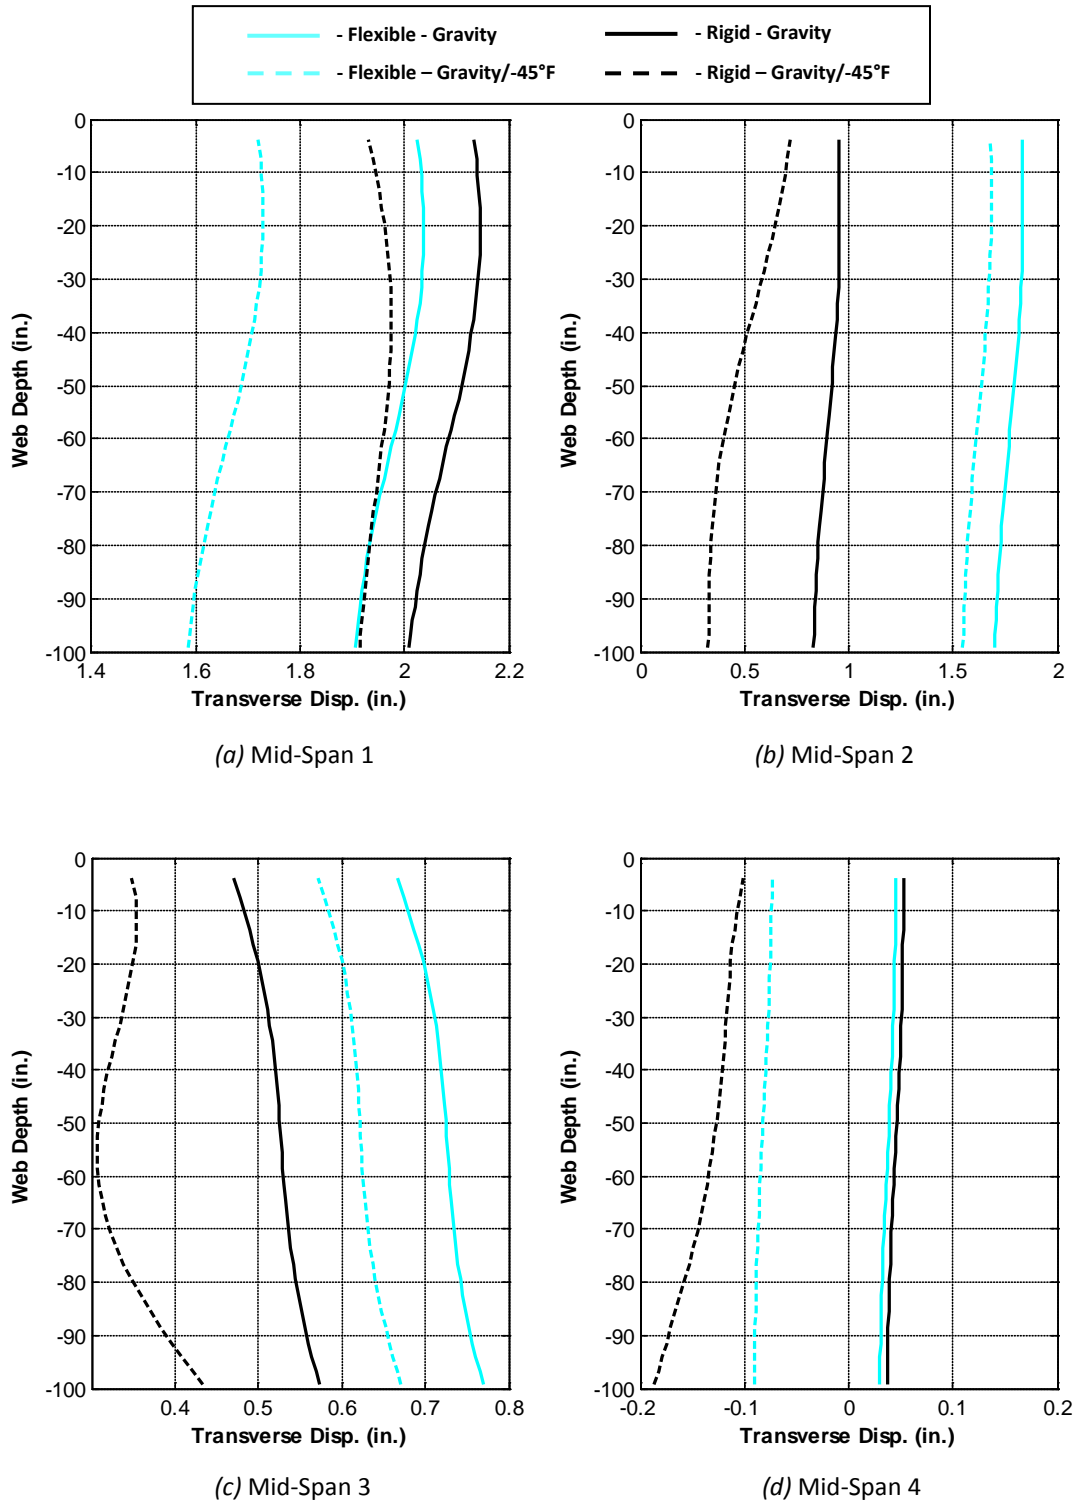 - Flexible - Gravity
- Rigid - Gravity
- Flexible – Gravity/-45°F
- Rigid – Gravity/-45°F
0
-10
-20
-30
-40
-50
-60
-70
-80
-90
-100
Web Depth (in.)
1.4 1.6 1.8 2 2.2
Transverse Disp. (in.)
(a) Mid-Span 1
0
-10
-20
-30
-40
-50
-60
-70
-80
-90
-100
Web Depth (in.)
0 0.5 1 1.5 2
Transverse Disp. (in.)
(b) Mid-Span 2
0
-10
-20
-30
-40
-50
-60
-70
-80
-90
-100
Web Depth (in.)
0.4 0.5 0.6 0.7 0.8
Transverse Disp. (in.)
(c) Mid-Span 3
0
-10
-20
-30
-40
-50
-60
-70
-80
-90
-100
Web Depth (in.)
-0.2 -0.1 0 0.1 0.2
Transverse Disp. (in.)
(d) Mid-Span 4